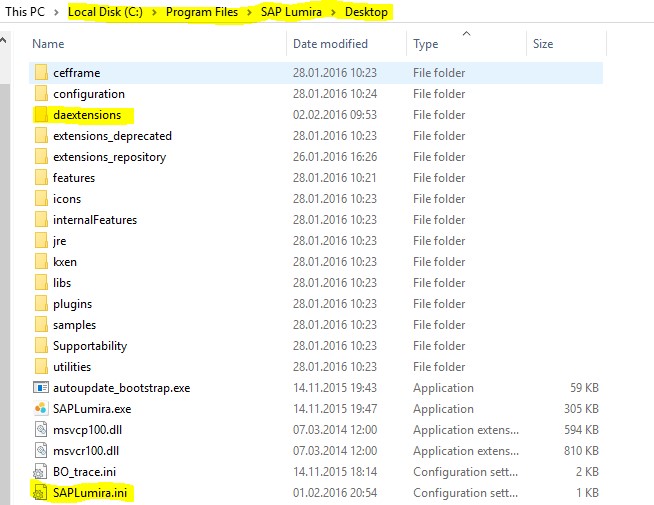 This PC > Local Disk (C:) > Program Files > SAP Lumira > Desktop
Name Date modified Type Size
cefframe 28.01.2016 10:23 File folder
configuration 28.01.2016 10:24 File folder
daextensions 02.02.2016 09:53 File folder
extensions_deprecated 28.01.2016 10:23 File folder
extensions_repository 26.01.2016 16:26 File folder
features 28.01.2016 10:21 File folder
icons 28.01.2016 10:23 File folder
internalFeatures 28.01.2016 10:23 File folder
jre 28.01.2016 10:23 File folder
kxen 28.01.2016 10:23 File folder
libs 28.01.2016 10:23 File folder
plugins 28.01.2016 10:23 File folder
samples 28.01.2016 10:23 File folder
Supportability 28.01.2016 10:23 File folder
utilities 28.01.2016 10:23 File folder
autoupdate_bootstrap.exe 14.11.2015 19:43 Application 59 KB
SAPLumira.exe 14.11.2015 19:47 Application 305 KB
msvcp100.dll 07.03.2014 12:00 Application extens... 594 KB
msvcr100.dll 07.03.2014 12:00 Application extens... 810 KB
BO_trace.ini 14.11.2015 18:14 Configuration sett... 2 KB
SAPLumira.ini 01.02.2016 20:54 Configuration sett... 1 KB